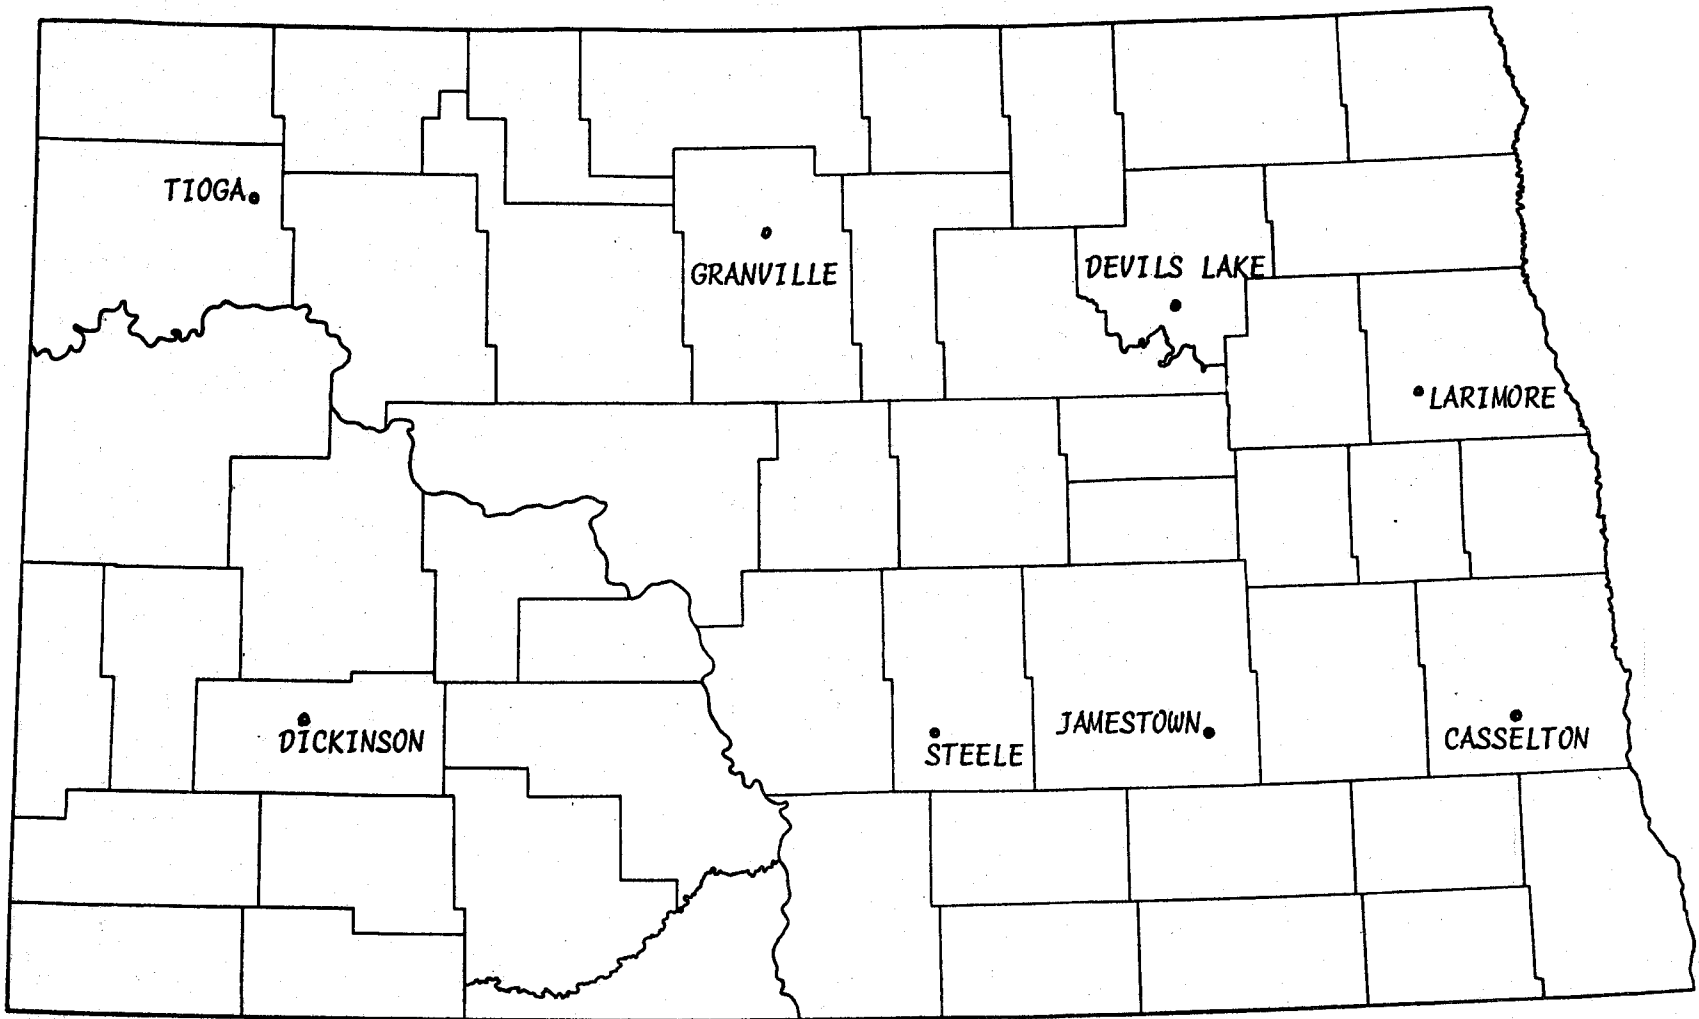 TIOGA
GRANVILLE
DEVILS LAKE
LARIMORE
DICKINSON
STEELE
JAMESTOWN
CASSELTON